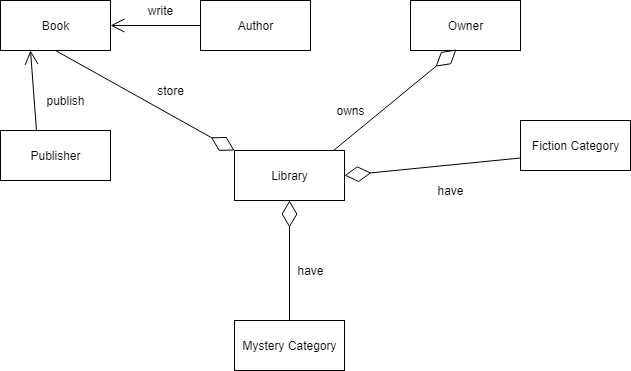 Book
write
Author
Owner
store
publish
owns
Publisher
Fiction Category
Library
have
have
Mystery Category